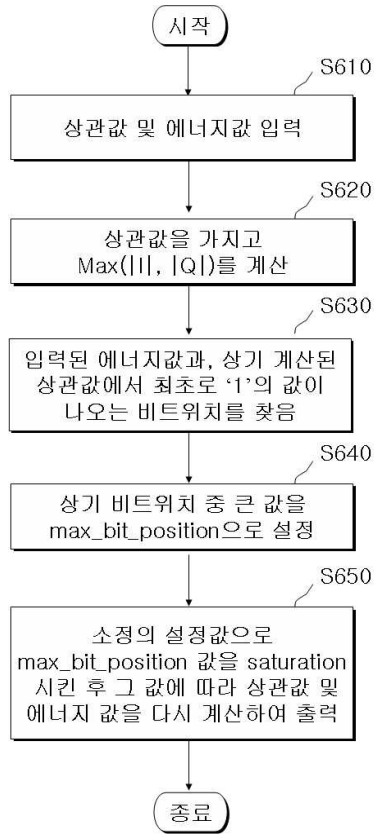 시작
S610
상관값 및 에너지값 입력
S620
상관값을 가지고
Max(|I|, |Q|)를 계산
S630
입력된 에너지값과, 상기 계산된
상관값에서 최초로 ‘1’의 값이
나오는 비트위치를 찾음
S640
상기 비트위치 중 큰 값을
max_bit_position으로 설정
S650
소정의 설정값으로
max_bit_position 값을 saturation
시킨 후 그 값에 따라 상관값 및
에너지 값을 다시 계산하여 출력
종료